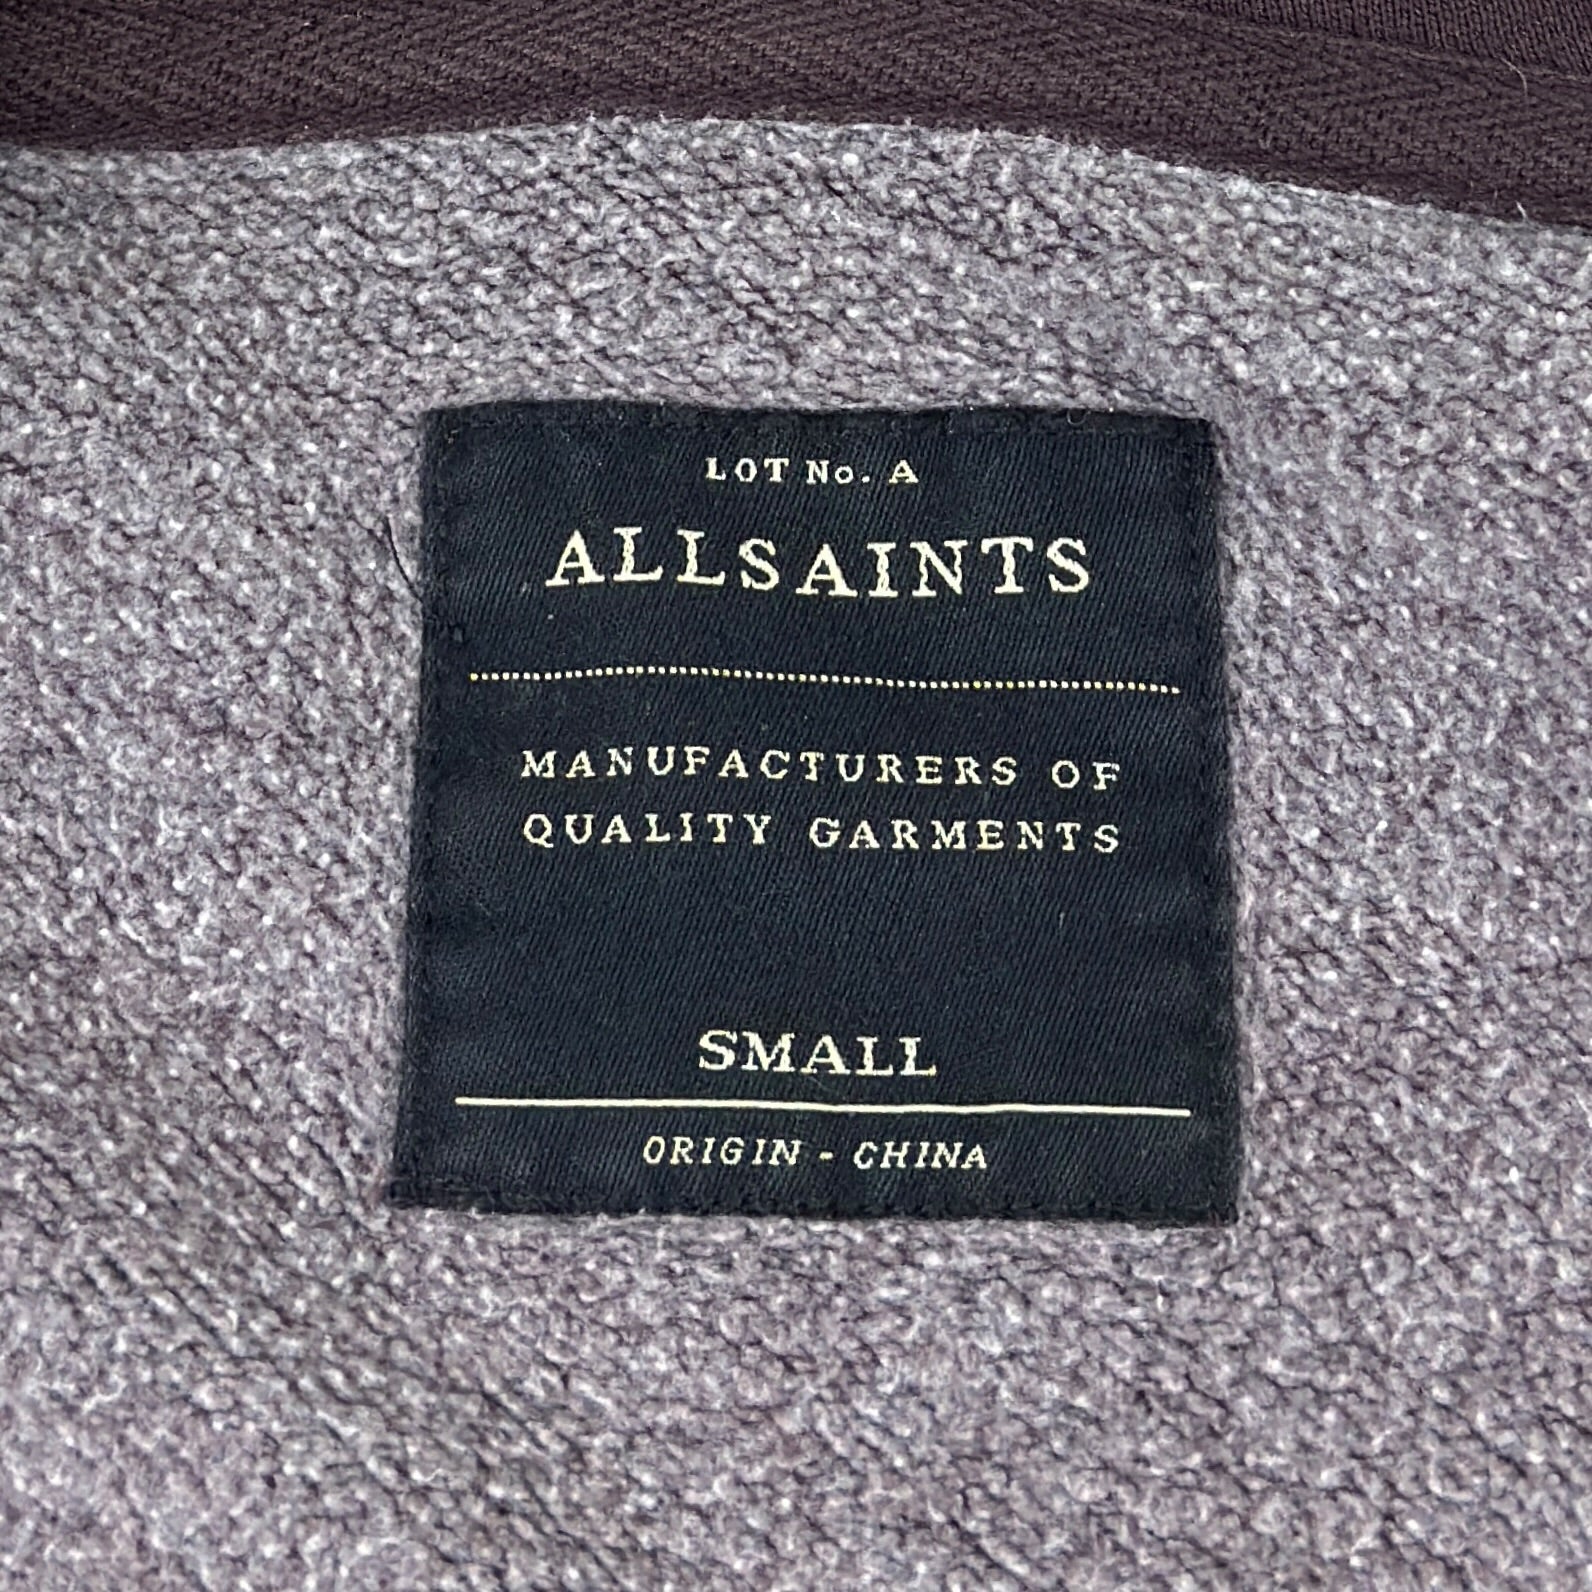 LOT No. A
ALLSAINTS
MANUFACTURERS OF
QUALITY GARMENTS
SMALL
ORIGIN - CHINA